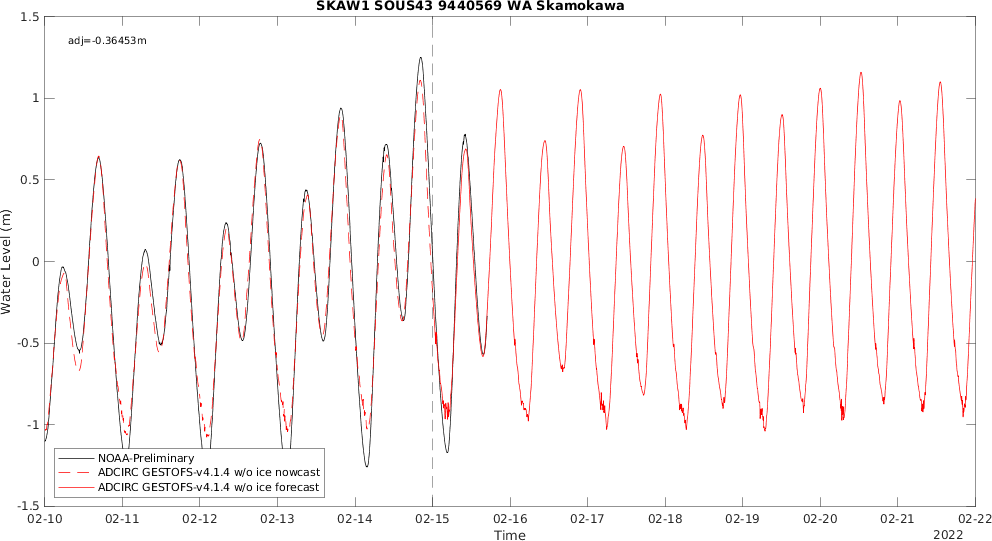 SKAW1 SOUS43 9440569 WA Skamokawa
adj=-0.36453m
Water Level (m)
1.5
1
0.5
0
-0.5
-1
-1.5
NOAA-Preliminary
ADCIRC GESTOFS-v4.1.4 w/o ice nowcast
ADCIRC GESTOFS-v4.1.4 w/o ice forecast
02-10 02-11 02-12 02-13 02-14 02-15 02-16 02-17 02-18 02-19 02-20 02-21 02-22
Time
2022